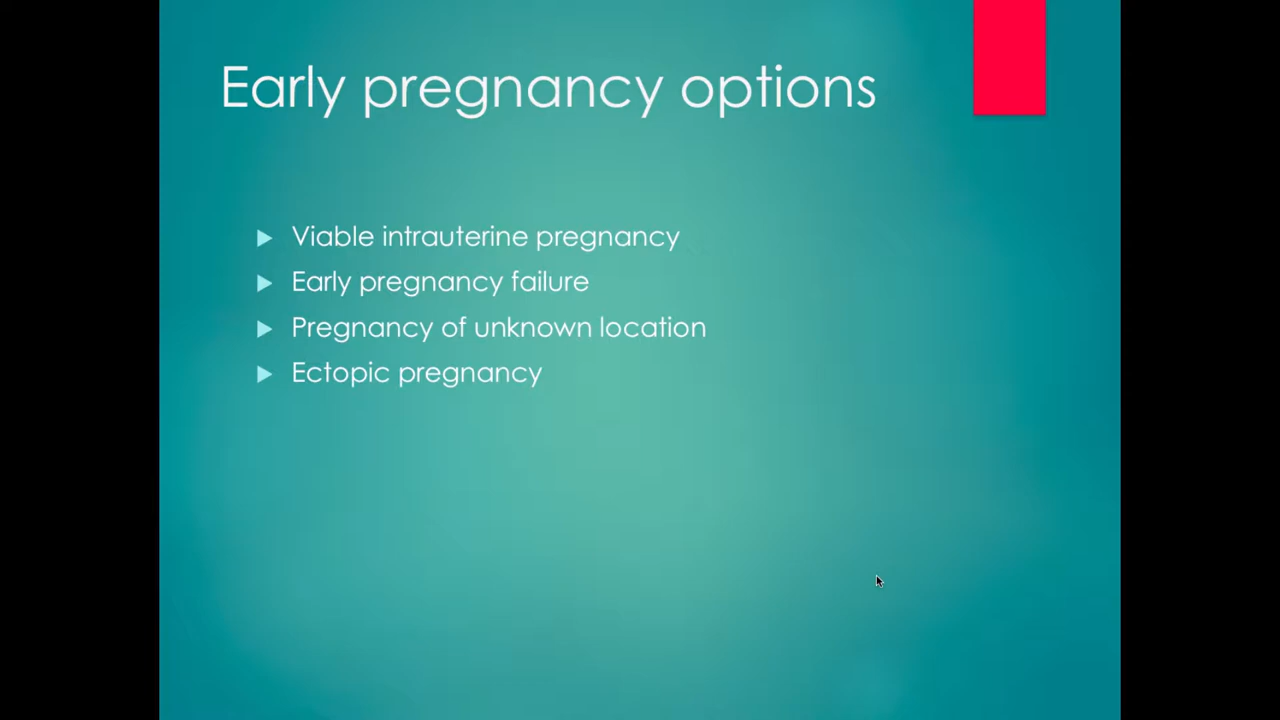 Early pregnancy options
Viable intrauterine pregnancy
Early pregnancy failure
Pregnancy of unknown location
Ectopic pregnancy